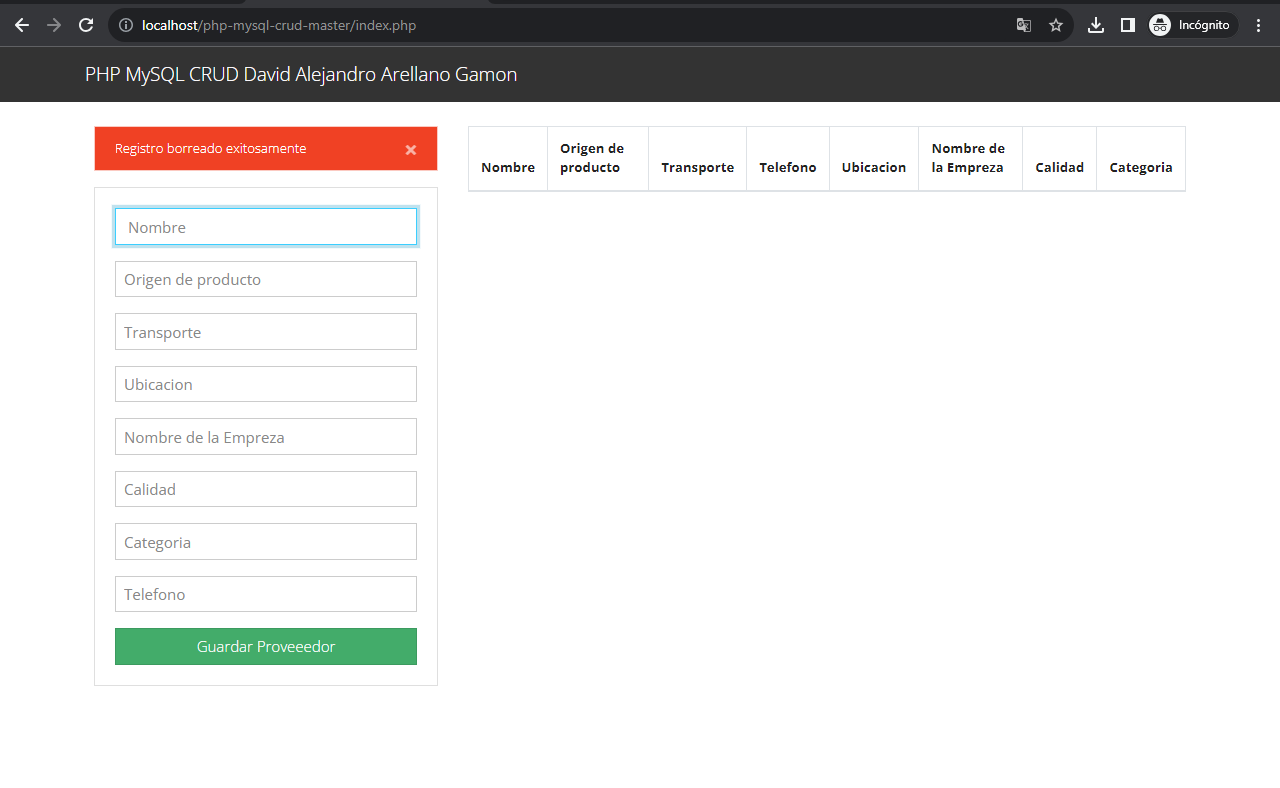 localhost/php-mysql-crud-master/index.php
Incógnito
PHP MySQL CRUD David Alejandro Arellano Gamon
Registro borreado exitosamente
×
Nombre
Origen de producto
Transporte
Ubicacion
Nombre de la Empreza
Calidad
Categoria
Telefono
Guardar Proveeedor
Nombre
Origen de
producto
Transporte
Telefono
Ubicacion
Nombre de
la Empreza
Calidad
Categoria